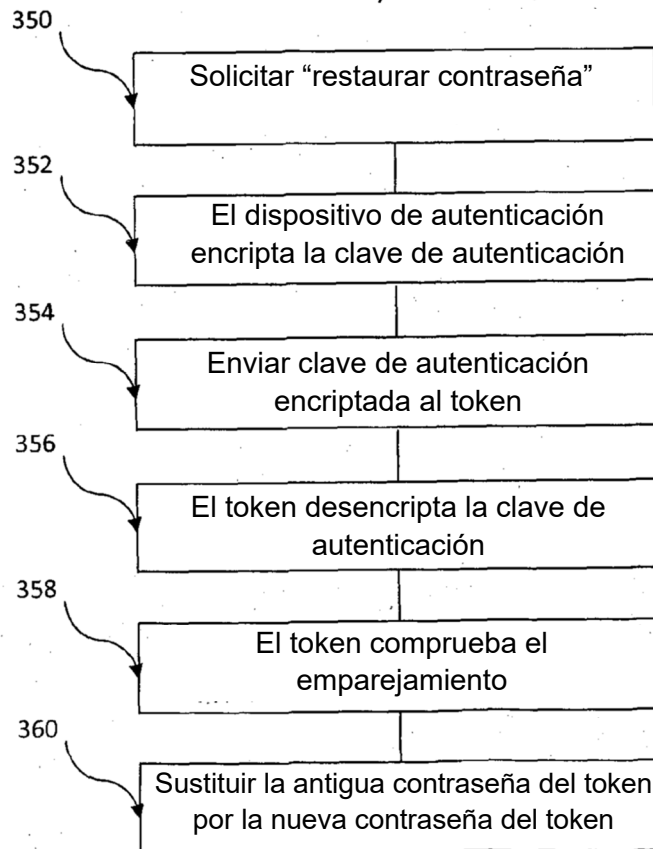 350
Solicitar “restaurar contraseña”
352
El dispositivo de autenticación
encripta la clave de autenticación
354
Enviar clave de autenticación
encriptada al token
356
El token desencripta la clave de
autenticación
358
El token comprueba el
emparejamiento
360
Sustituir la antigua contraseña del token
por la nueva contraseña del token